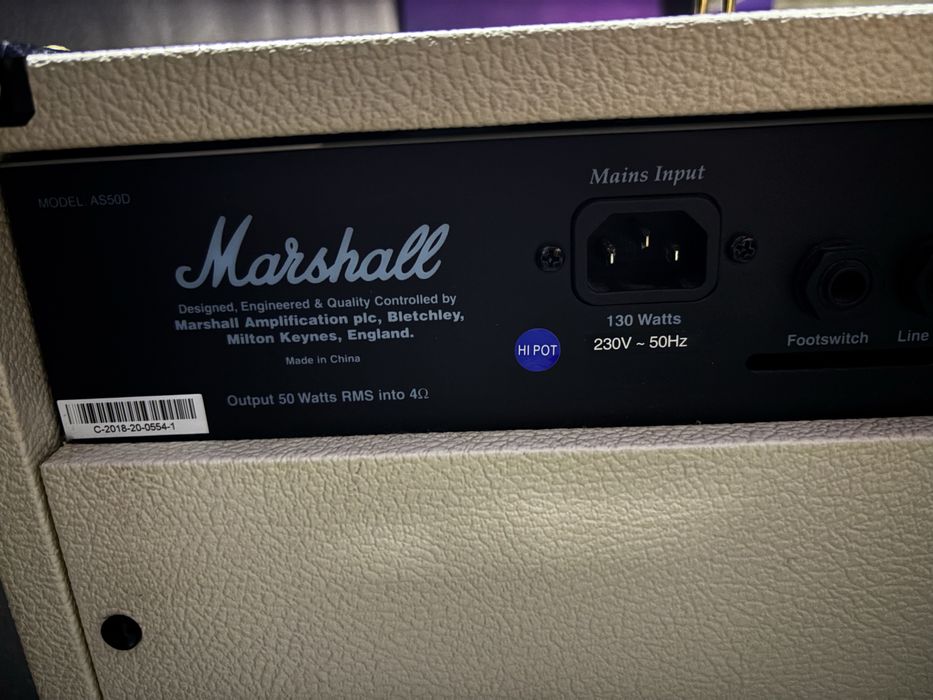 MODEL. AS50D
Marshall
Designed, Engineered & Quality Controlled by
Marshall Amplification plc, Bletchley,
Milton Keynes, England.
Made in China
Output 50 Watts RMS into 4Ω
C-2018-20-0554-1
Mains Input
130 Watts
230V ~ 50Hz
HI POT
Footswitch
Line